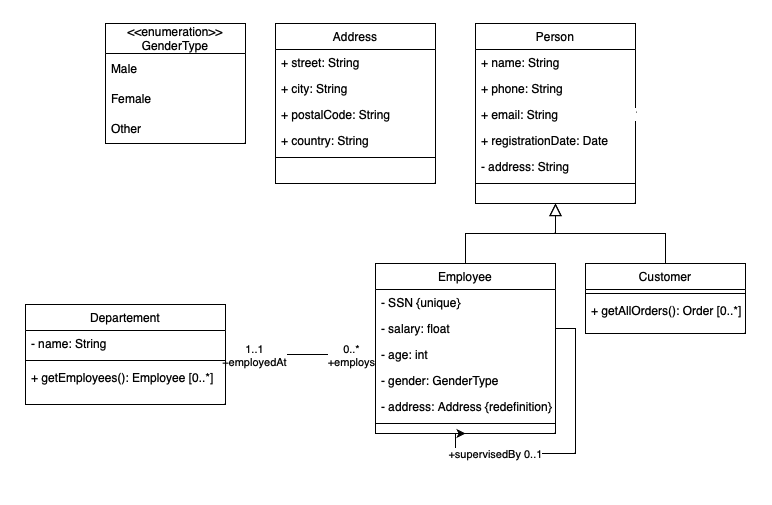 <<enumeration>>
GenderType
Male
Female
Other
Address
+ street: String
+ city: String
+ postalCode: String
+ country: String
Person
+ name: String
+ phone: String
+ email: String
+ registrationDate: Date
- address: String
Departement
- name: String
+ getEmployees(): Employee [0..*]
1..1
+employedAt
0..*
+employs
Employee
- SSN {unique}
- salary: float
- age: int
- gender: GenderType
- address: Address {redefinition}
+supervisedBy 0..1
Customer
+ getAllOrders(): Order [0..*]